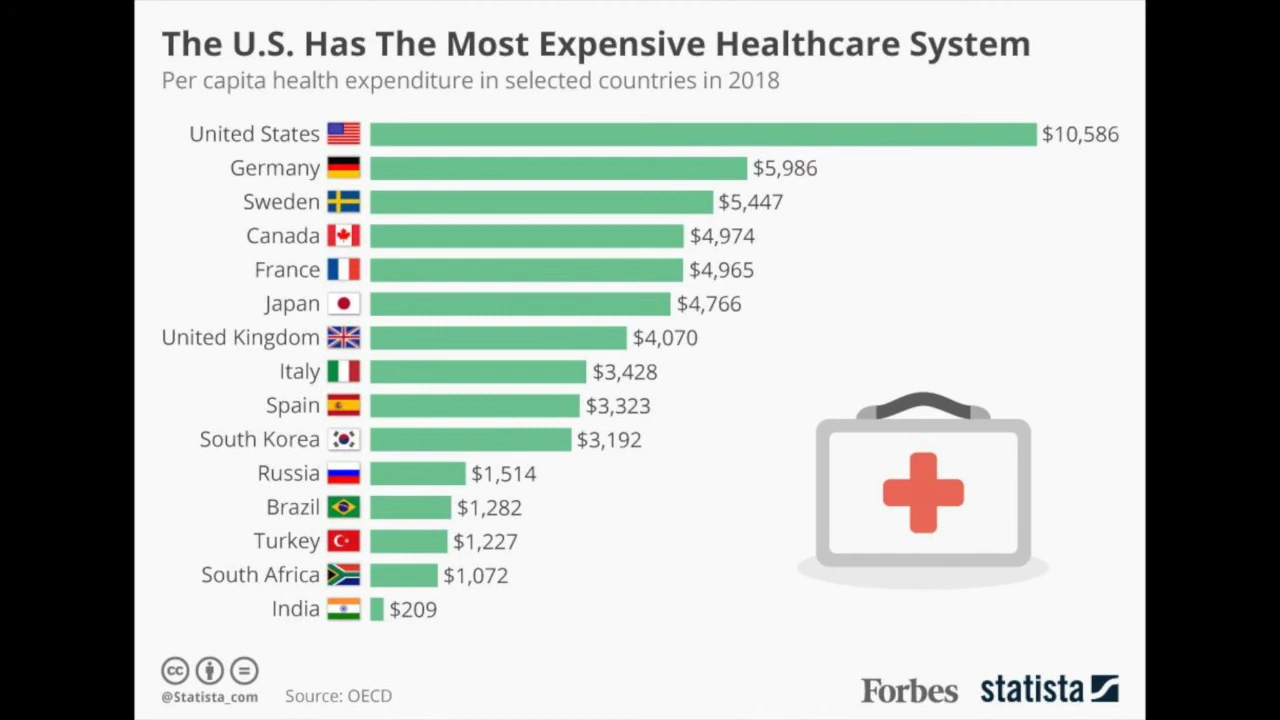 The U.S. Has The Most Expensive Healthcare System
Per capita health expenditure in selected countries in 2018
United States $10,586
Germany $5,986
Sweden $5,447
Canada $4,974
France $4,965
Japan $4,766
United Kingdom $4,070
Italy $3,428
Spain $3,323
South Korea $3,192
Russia $1,514
Brazil $1,282
Turkey $1,227
South Africa $1,072
India $209
cc
@Statista_com Source: OECD
Forbes statista